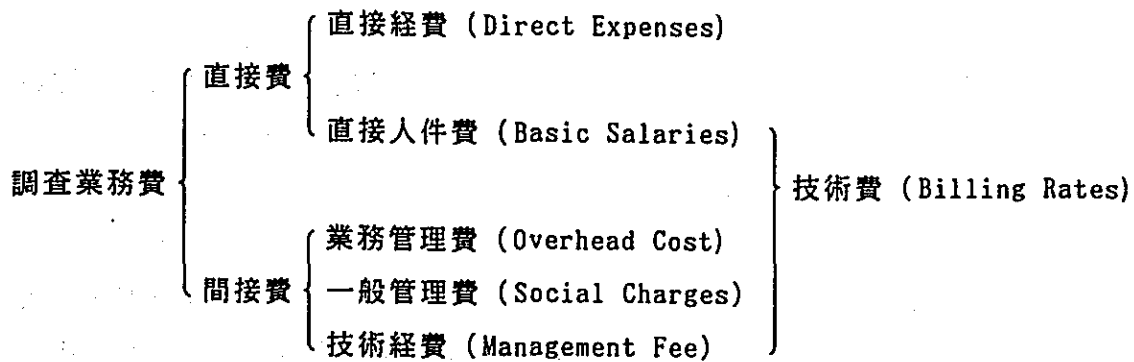 直接経費 (Direct Expenses)
直接費
直接人件費 (Basic Salaries)
調査業務費
技術費 (Billing Rates)
業務管理費 (Overhead Cost)
間接費
一般管理費 (Social Charges)
技術経費 (Management Fee)